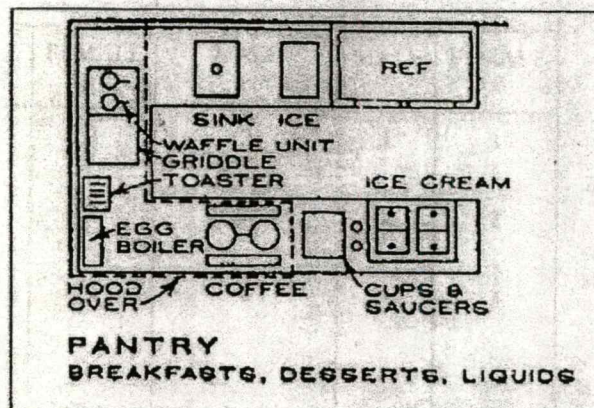 REF
SINK ICE
WAFFLE UNIT
GRIDDLE
TOASTER
ICE CREAM
EGG
BOILER
HOOD
OVER
COFFEE
CUPS &
SAUCERS
PANTRY
BREAKFASTS, DESSERTS, LIQUIDS